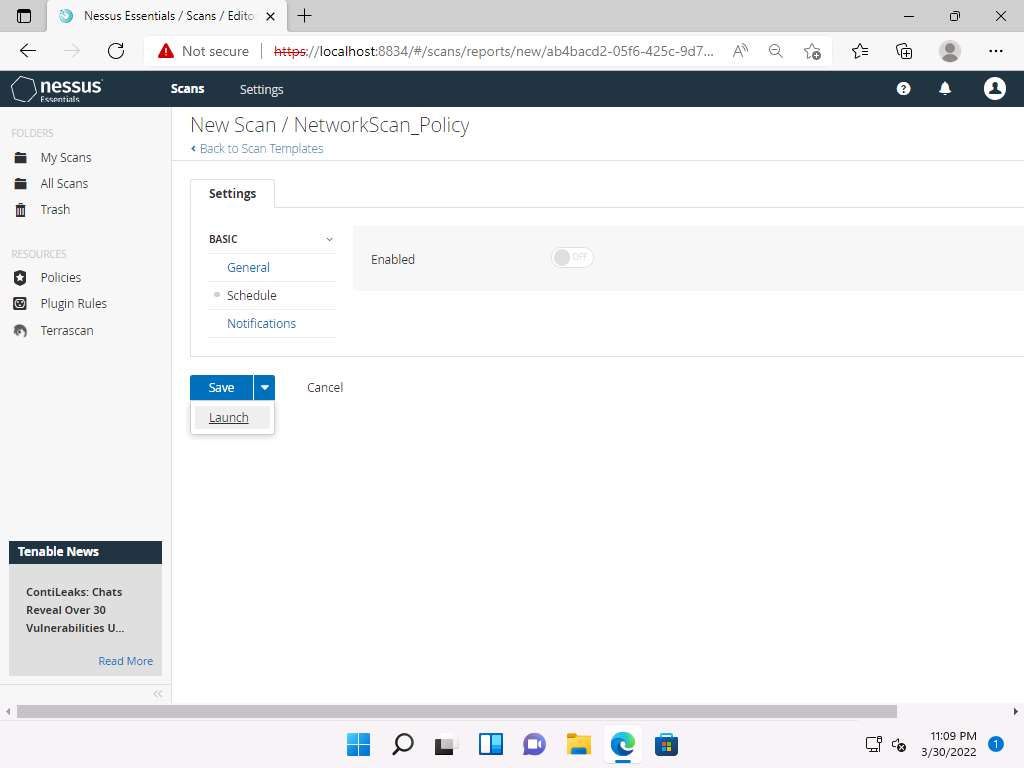 Nessus Essentials / Scans / Edito
Not secure
https://localhost:8834/#/scans/reports/new/ab4bacd2-05f6-425c-9d7...
nessus
Essentials
Scans
Settings
New Scan / NetworkScan_Policy
Back to Scan Templates
FOLDERS
My Scans
All Scans
Trash
RESOURCES
Policies
Plugin Rules
Terrascan
Settings
BASIC
General
Schedule
Notifications
Enabled
OFF
Save
Cancel
Launch
Tenable News
ContiLeaks: Chats
Reveal Over 30
Vulnerabilities U...
Read More
11:09 PM
3/30/2022
1